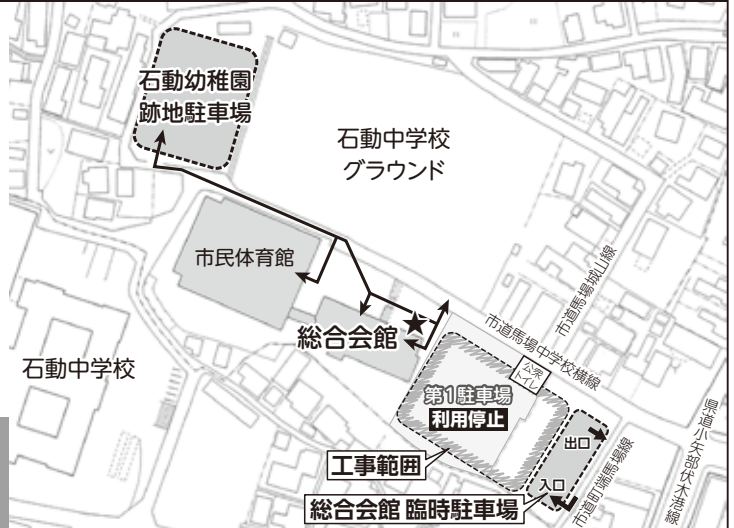 石動幼稚園
跡地駐車場
石動中学校
グラウンド
市民体育館
市道馬場城山線
総合会館
市道馬場中学校横線
石動中学校
公衆
トイレ
第1駐車場
利用停止
県道小矢部伏木港線
出口
工事範囲
入口
市道町端馬場線
総合会館 臨時駐車場